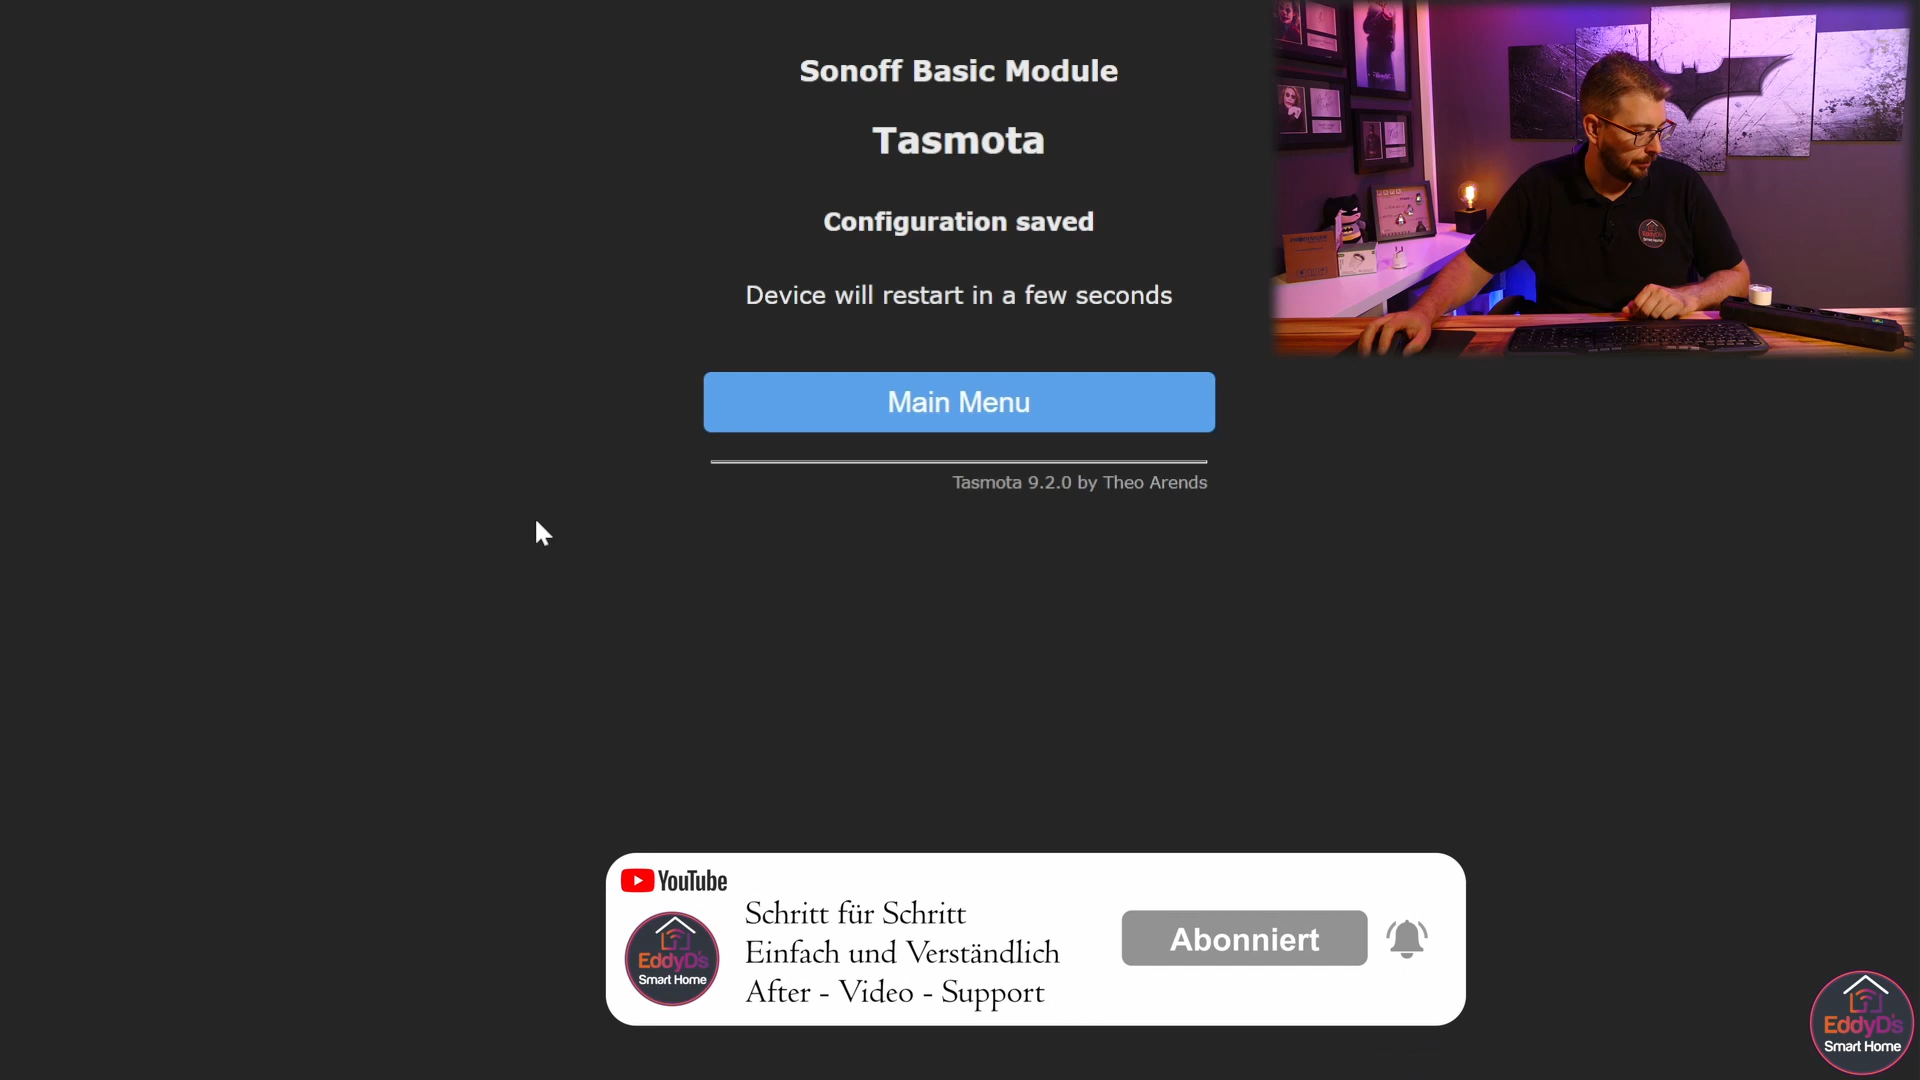 Sonoff Basic Module
Tasmota
Configuration saved
Device will restart in a few seconds
Main Menu
Tasmota 9.2.0 by Theo Arends
YouTube
Schritt für Schritt
Einfach und Verständlich
After - Video - Support
Abonniert
EddyD's
Smart Home
EddyD's
Smart Home